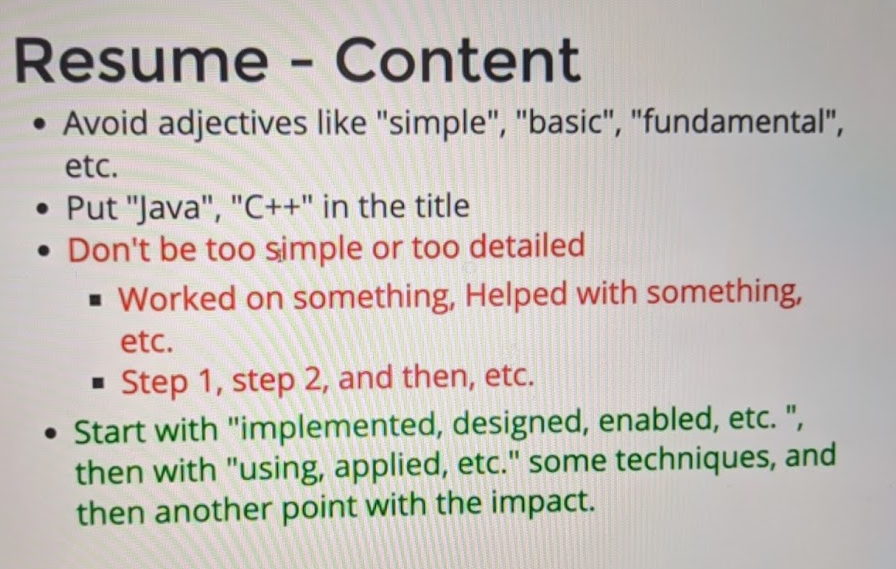 Resume - Content
• Avoid adjectives like "simple", "basic", "fundamental",
etc.
• Put "Java", "C++" in the title
• Don't be too simple or too detailed
▪ Worked on something, Helped with something,
etc.
▪ Step 1, step 2, and then, etc.
• Start with "implemented, designed, enabled, etc. ",
then with "using, applied, etc." some techniques, and
then another point with the impact.